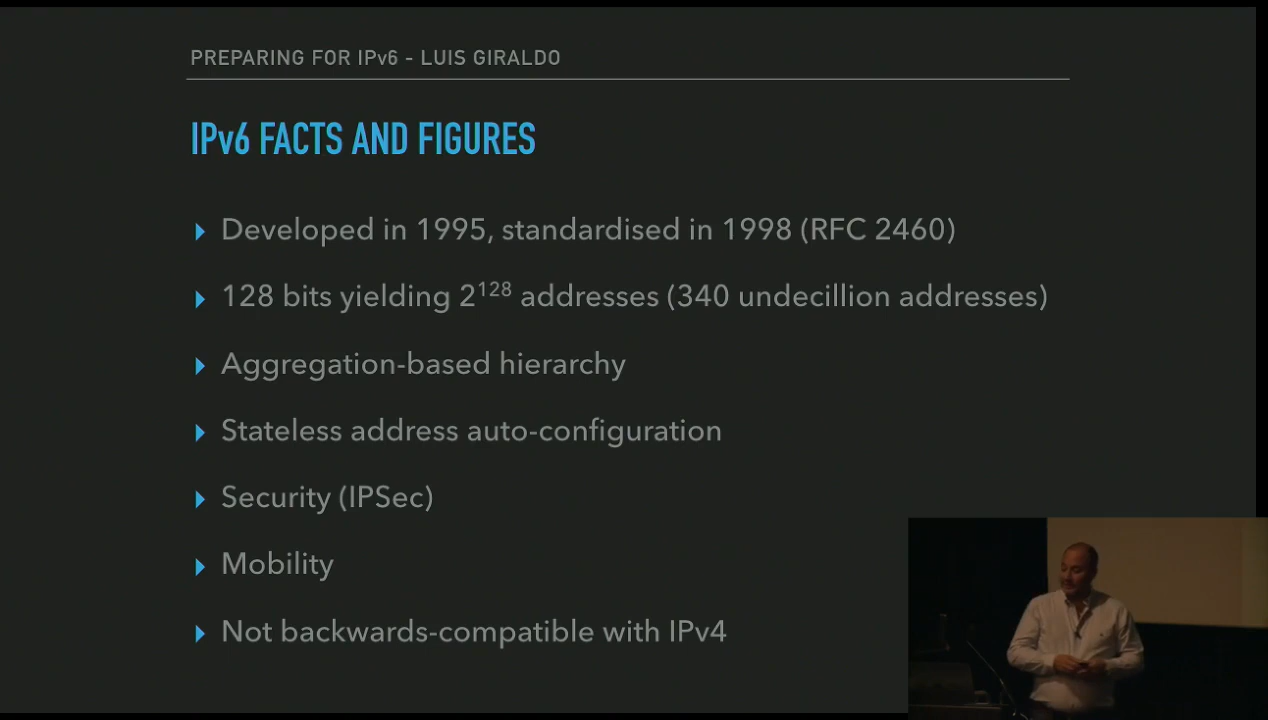 PREPARING FOR IPv6 - LUIS GIRALDO
IPv6 FACTS AND FIGURES
Developed in 1995, standardised in 1998 (RFC 2460)
128 bits yielding 2¹²⁸ addresses (340 undecillion addresses)
Aggregation-based hierarchy
Stateless address auto-configuration
Security (IPSec)
Mobility
Not backwards-compatible with IPv4